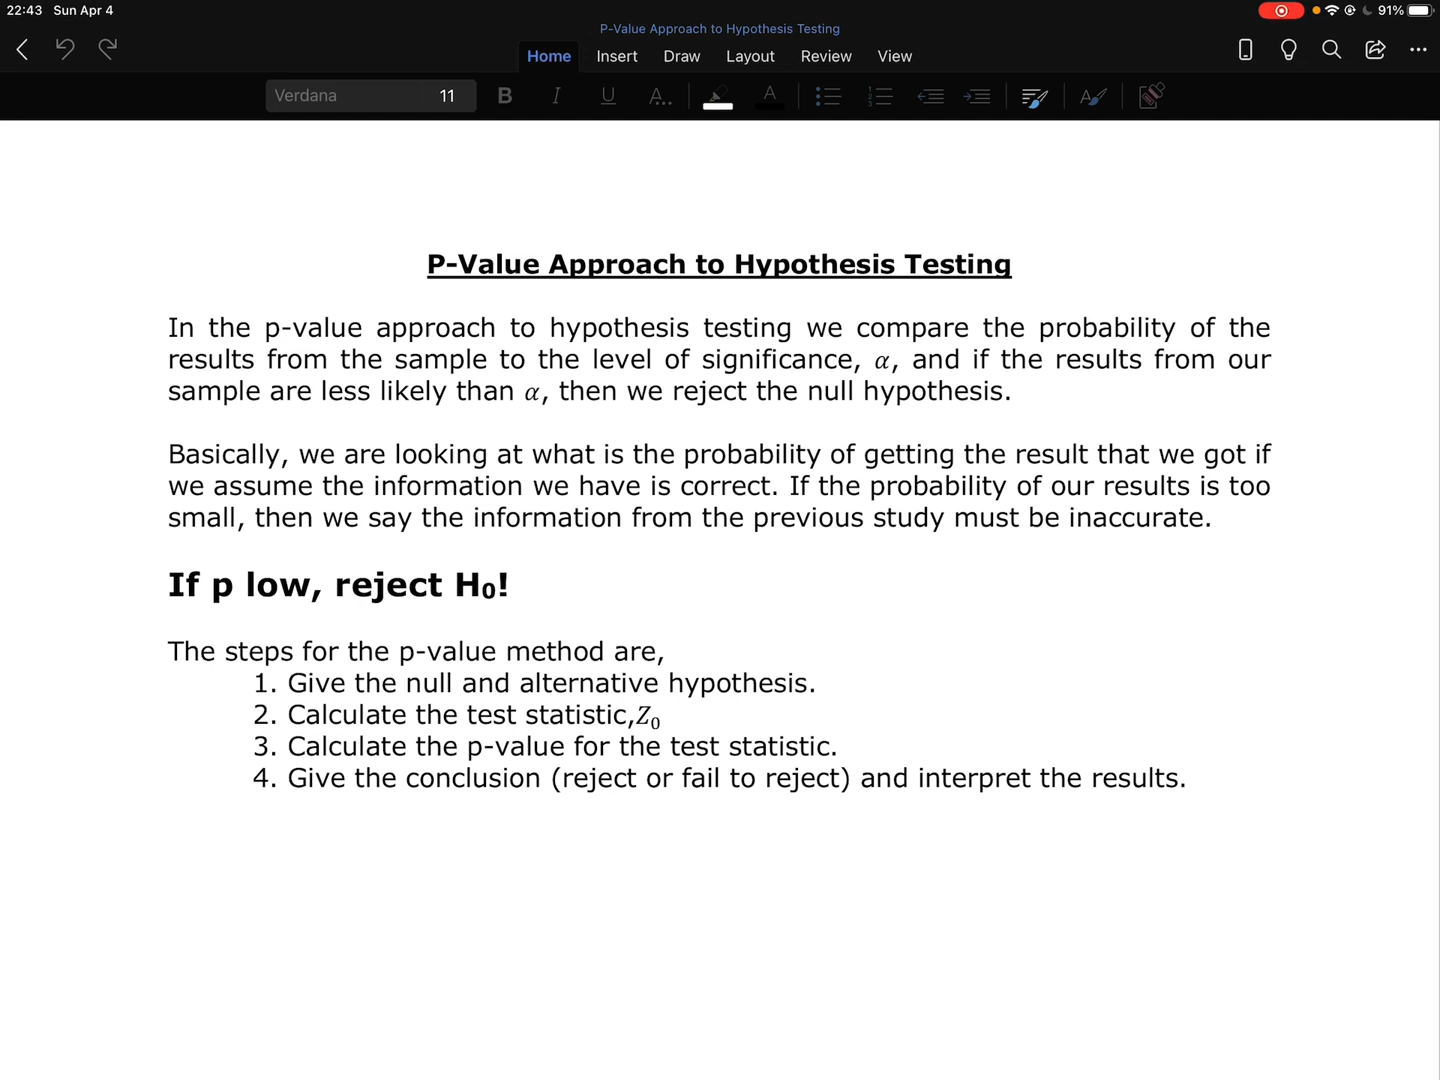 22:43 Sun Apr 4
91%
P-Value Approach to Hypothesis Testing
Home Insert Draw Layout Review View
Verdana 11 B I U A.. A A
P-Value Approach to Hypothesis Testing
In the p-value approach to hypothesis testing we compare the probability of the
results from the sample to the level of significance, α, and if the results from our
sample are less likely than α, then we reject the null hypothesis.
Basically, we are looking at what is the probability of getting the result that we got if
we assume the information we have is correct. If the probability of our results is too
small, then we say the information from the previous study must be inaccurate.
If p low, reject H₀!
The steps for the p-value method are,
1. Give the null and alternative hypothesis.
2. Calculate the test statistic,Z₀
3. Calculate the p-value for the test statistic.
4. Give the conclusion (reject or fail to reject) and interpret the results.